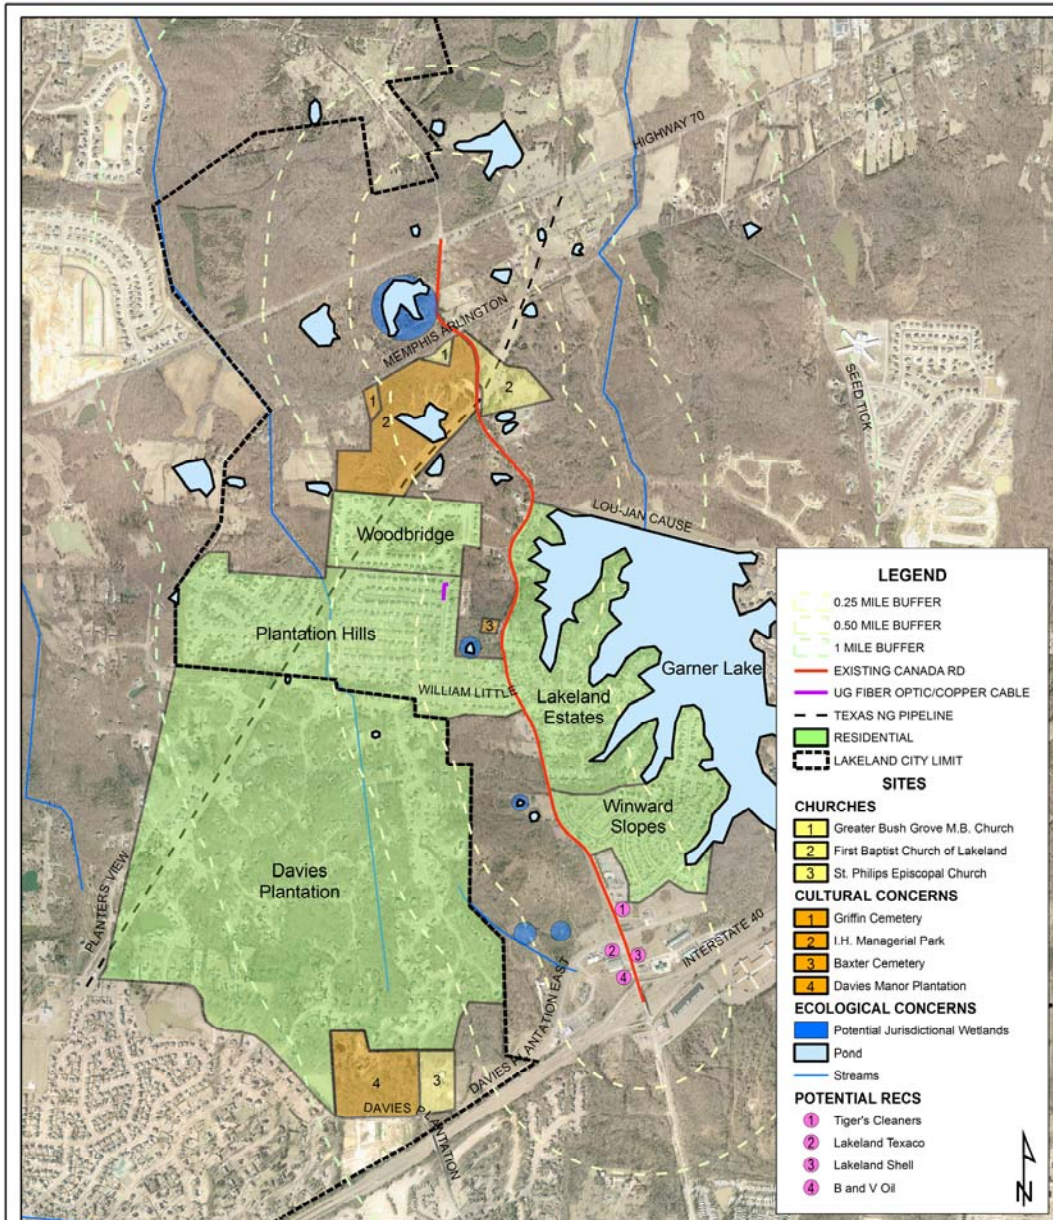 HIGHWAY 70
MEMPHIS ARLINGTON
1
2
1
2
SEED TICK
LOU-JAN CAUSE
Woodbridge
Plantation Hills
3
Garner Lake
WILLIAM LITTLE
Lakeland
Estates
Winward
Slopes
Davies
Plantation
PLANTERS VIEW
1
2
3
4
INTERSTATE 40
DAVIES PLANTATION EAST
4
3
DAVIES PLANTATION
LEGEND
0.25 MILE BUFFER
0.50 MILE BUFFER
1 MILE BUFFER
EXISTING CANADA RD
UG FIBER OPTIC/COPPER CABLE
TEXAS NG PIPELINE
RESIDENTIAL
LAKELAND CITY LIMIT
SITES
CHURCHES
1 Greater Bush Grove M.B. Church
2 First Baptist Church of Lakeland
3 St. Philips Episcopal Church
CULTURAL CONCERNS
1 Griffin Cemetery
2 I.H. Managerial Park
3 Baxter Cemetery
4 Davies Manor Plantation
ECOLOGICAL CONCERNS
Potential Jurisdictional Wetlands
Pond
Streams
POTENTIAL RECS
1 Tiger's Cleaners
2 Lakeland Texaco
3 Lakeland Shell
4 B and V Oil
N